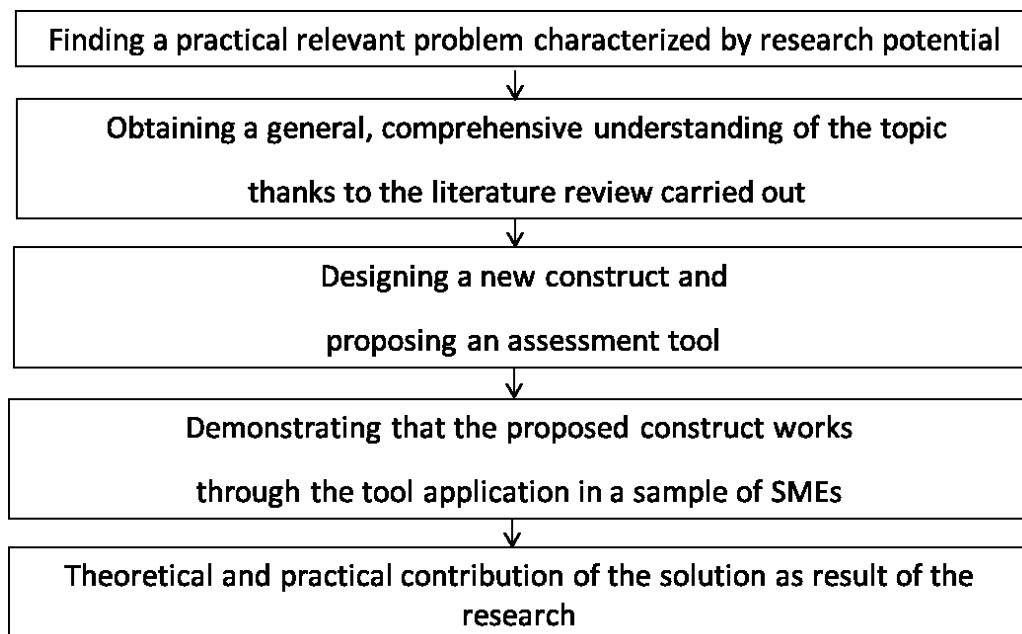 Finding a practical relevant problem characterized by research potential
Obtaining a general, comprehensive understanding of the topic
thanks to the literature review carried out
Designing a new construct and
proposing an assessment tool
Demonstrating that the proposed construct works
through the tool application in a sample of SMEs
Theoretical and practical contribution of the solution as result of the
research